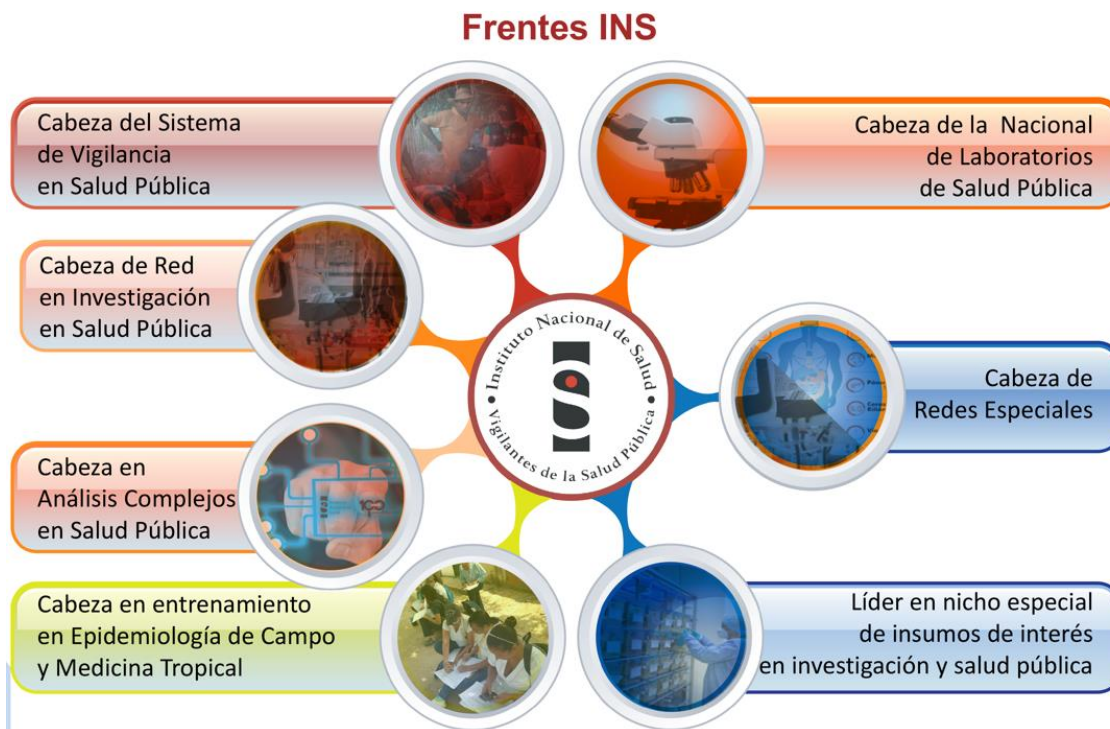 Frentes INS
Cabeza del Sistema
de Vigilancia
en Salud Pública
Cabeza de la Nacional
de Laboratorios
de Salud Pública
Cabeza de Red
en Investigación
en Salud Pública
Instituto Nacional de Salud
INS
Vigilantes de la Salud Pública
Cabeza de
Redes Especiales
Cabeza en
Análisis Complejos
en Salud Pública
Cabeza en entrenamiento
en Epidemiología de Campo
y Medicina Tropical
Líder en nicho especial
de insumos de interés
en investigación y salud pública